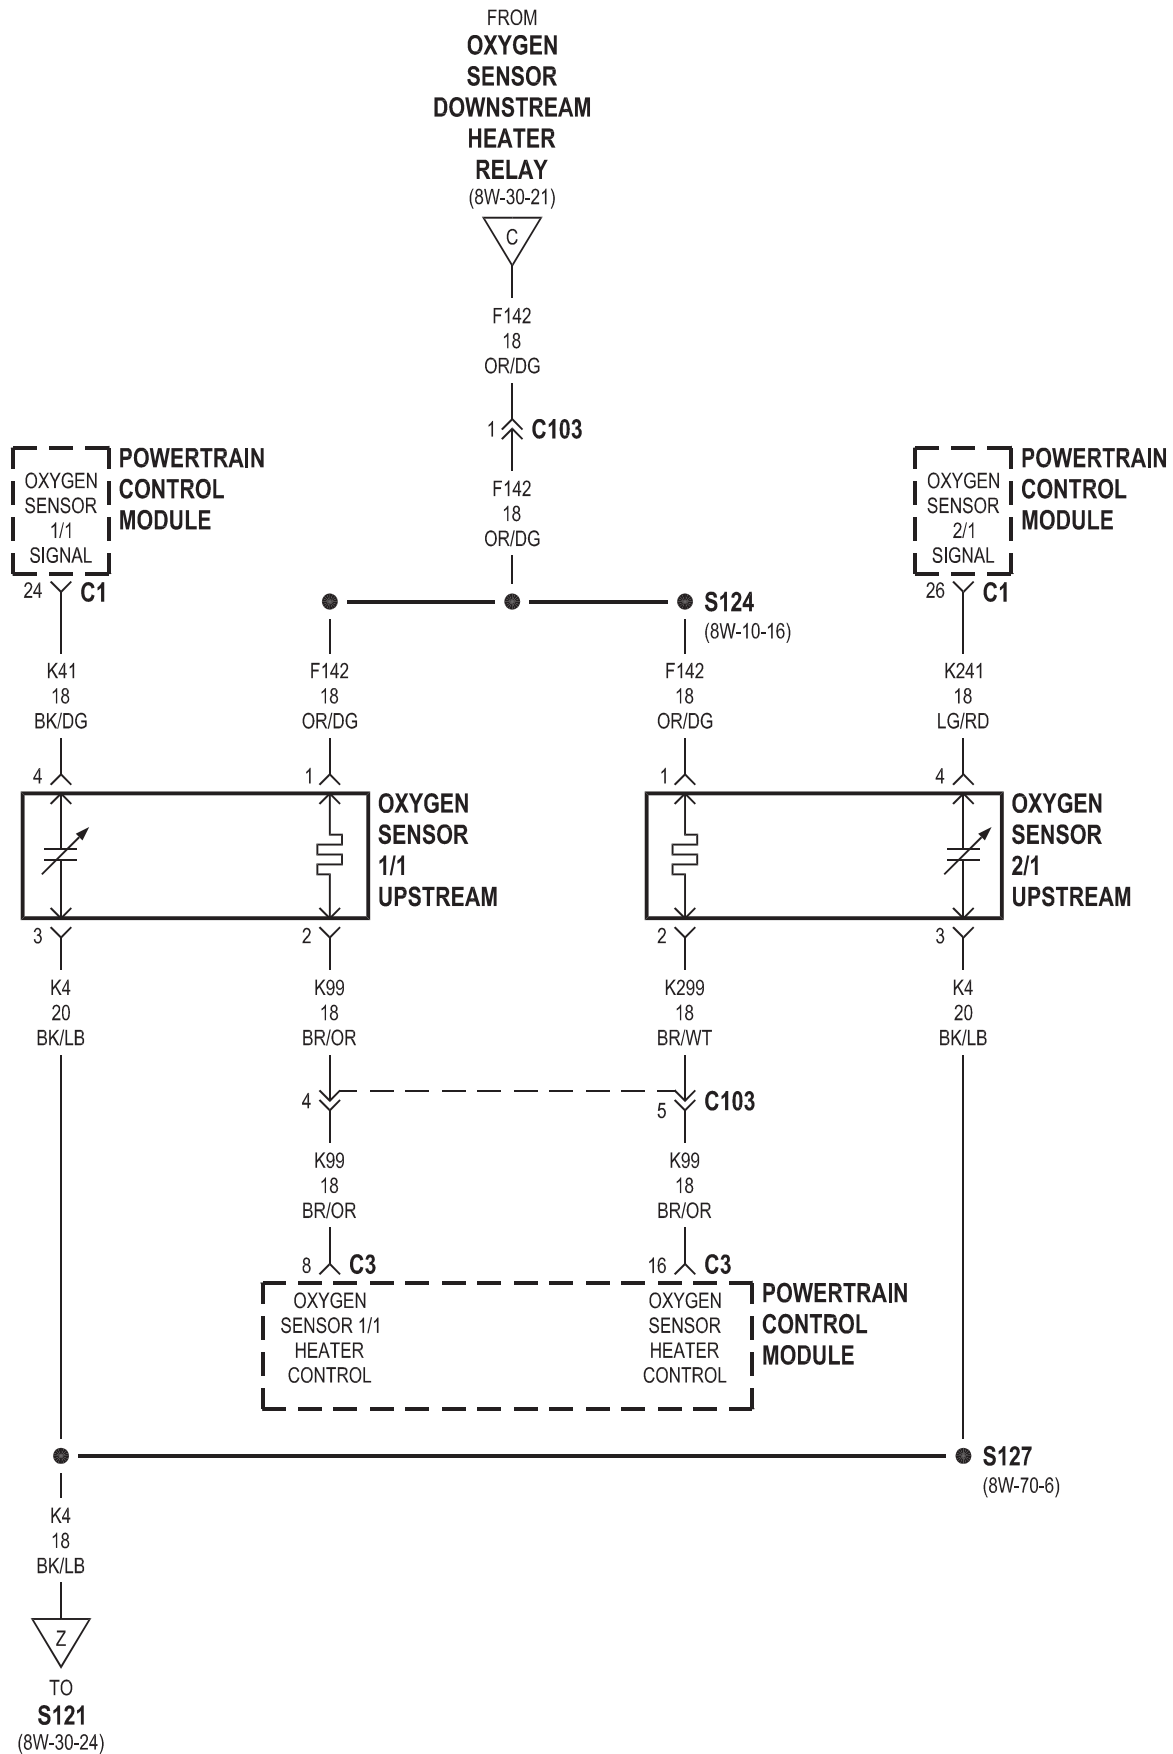 FROM
OXYGEN
SENSOR
DOWNSTREAM
HEATER
RELAY
(8W-30-21)
C
F142
18
OR/DG
1 C103
F142
18
OR/DG
OXYGEN
SENSOR
1/1
SIGNAL
POWERTRAIN
CONTROL
MODULE
24 C1
OXYGEN
SENSOR
2/1
SIGNAL
POWERTRAIN
CONTROL
MODULE
26 C1
S124
(8W-10-16)
K41
18
BK/DG
F142
18
OR/DG
F142
18
OR/DG
K241
18
LG/RD
4 1 1 4
OXYGEN
SENSOR
1/1
UPSTREAM
OXYGEN
SENSOR
2/1
UPSTREAM
3 2 2 3
K4
20
BK/LB
K99
18
BR/OR
K299
18
BR/WT
K4
20
BK/LB
4 5 C103
K99
18
BR/OR
K99
18
BR/OR
8 C3
16 C3
OXYGEN
SENSOR 1/1
HEATER
CONTROL
OXYGEN
SENSOR
HEATER
CONTROL
POWERTRAIN
CONTROL
MODULE
S127
(8W-70-6)
K4
18
BK/LB
Z
TO
S121
(8W-30-24)